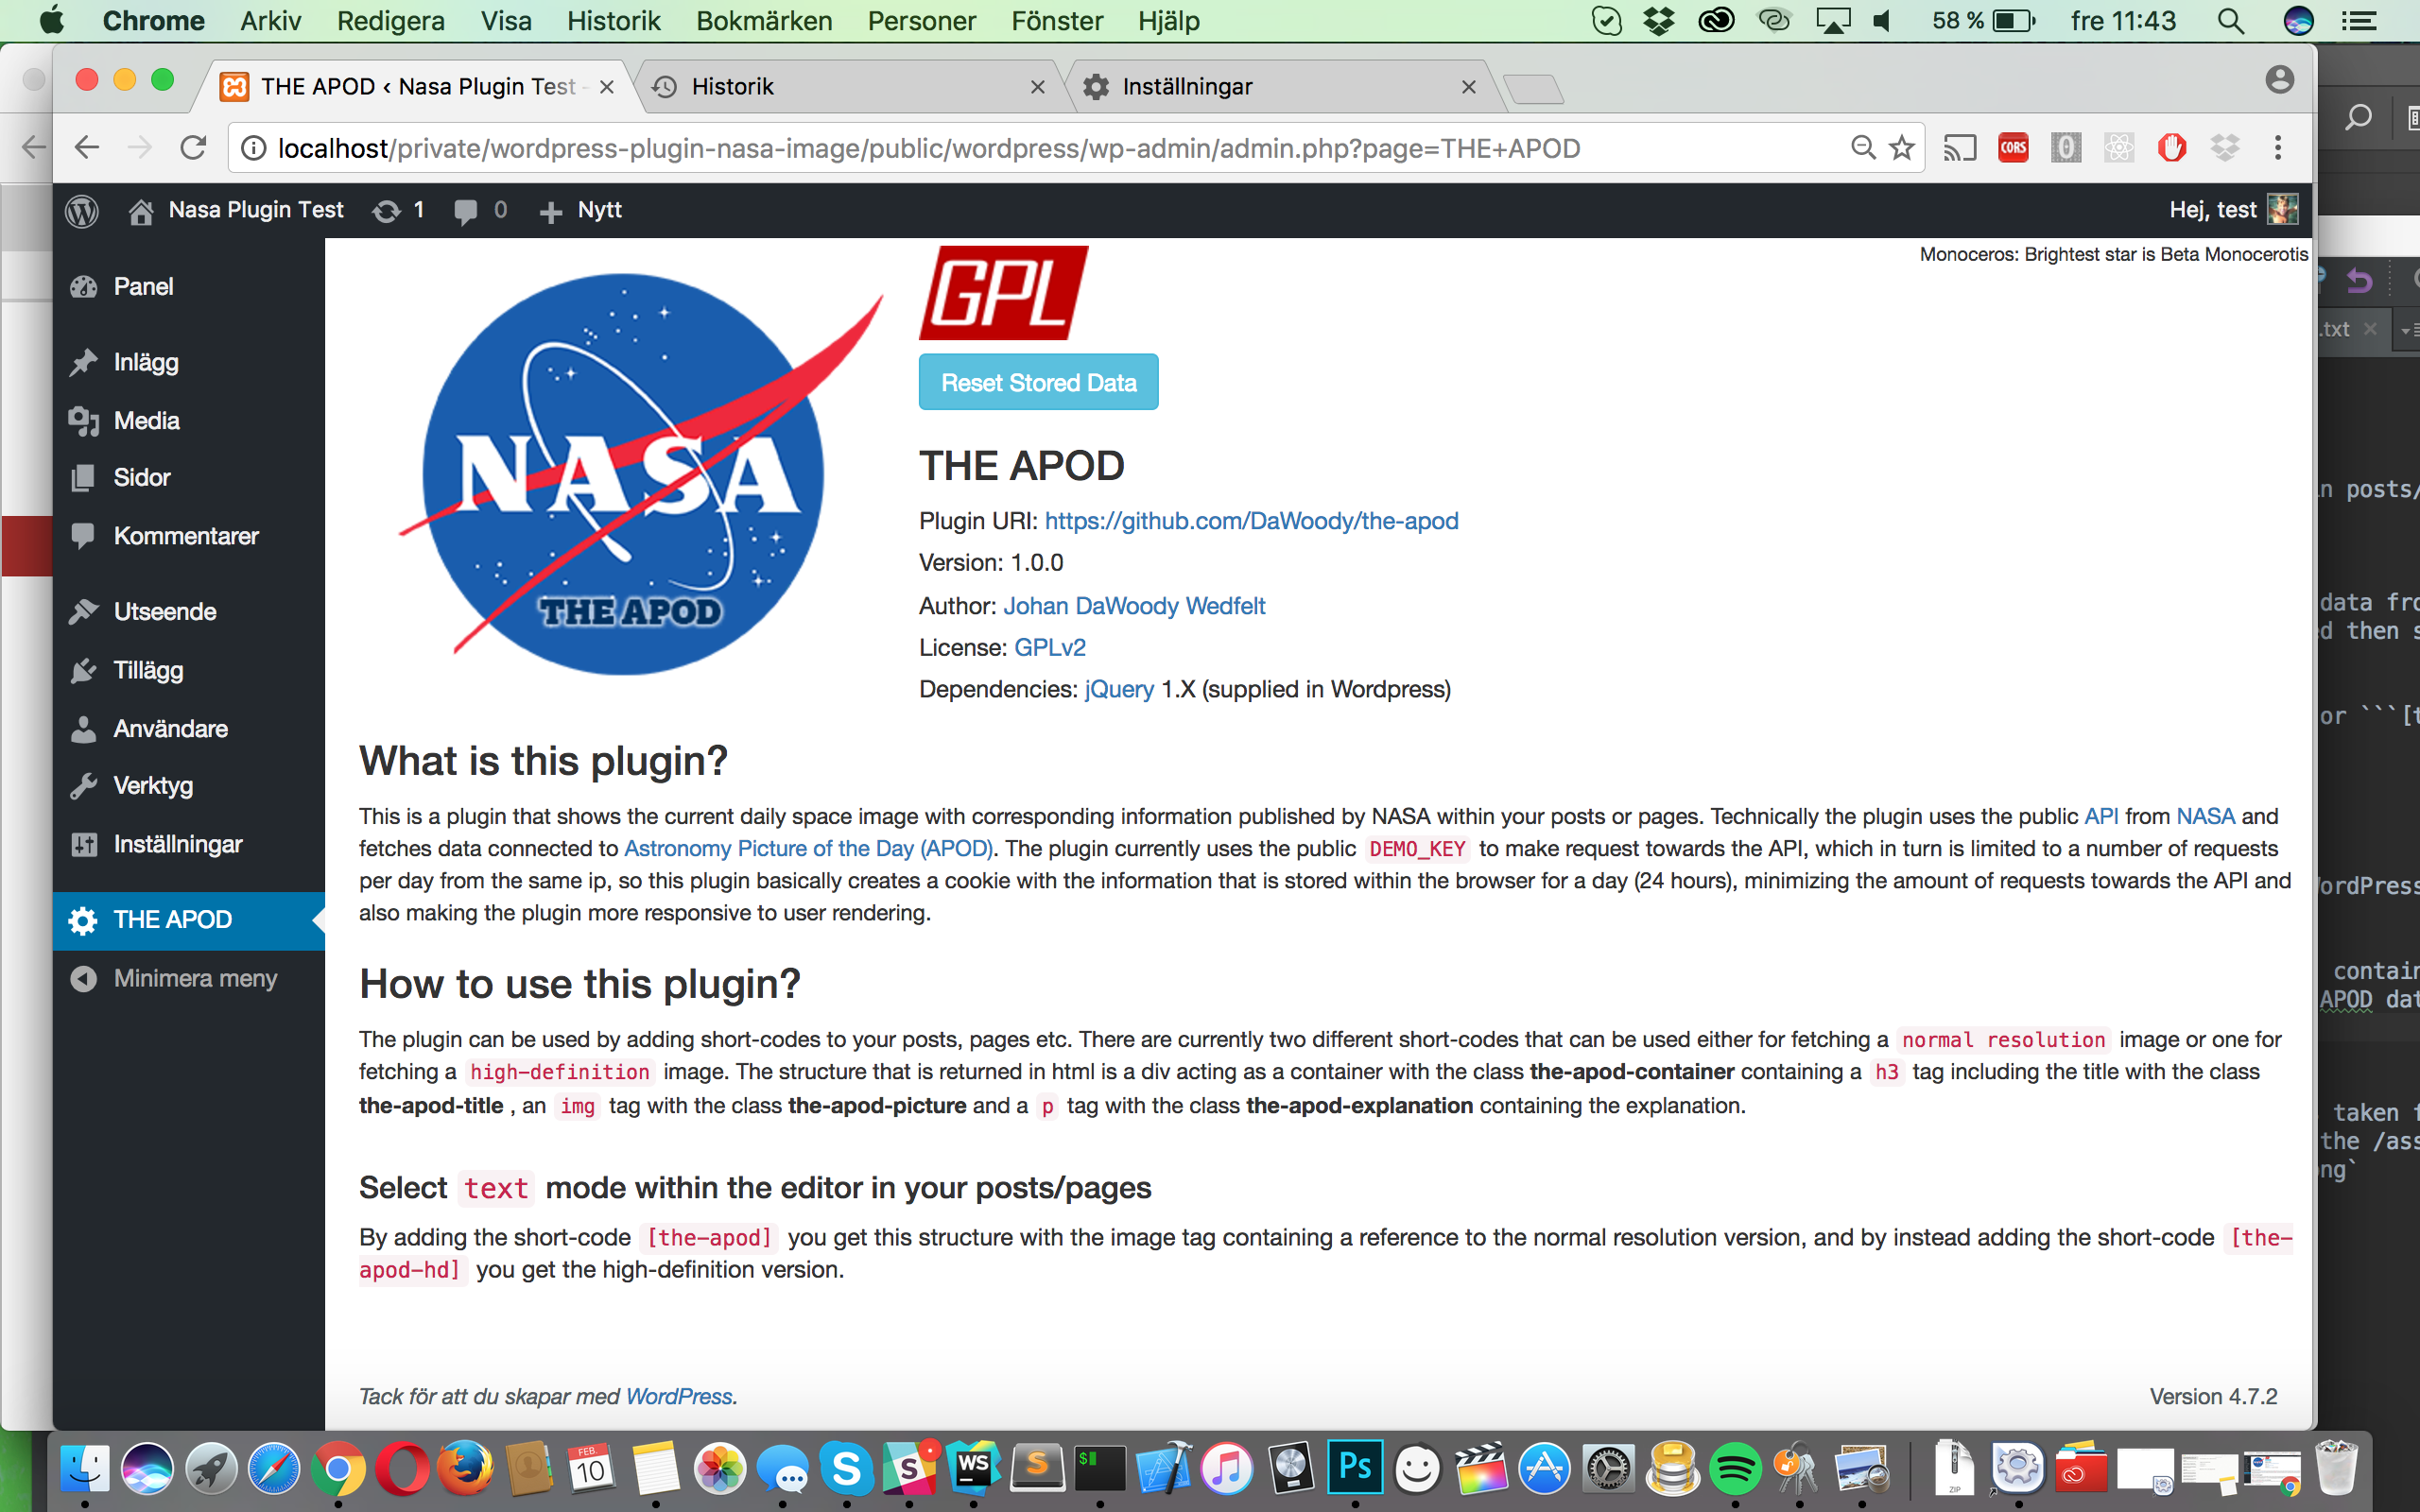 Chrome Arkiv Redigera Visa Historik Bokmärken Personer Fönster Hjälp 58 % fre 11:43
THE APOD ‹ Nasa Plugin Test -
Historik
Inställningar
localhost/private/wordpress-plugin-nasa-image/public/wordpress/wp-admin/admin.php?page=THE+APOD
CORS
0
Nasa Plugin Test 1 0 Nytt
Hej, test
Panel
Inlägg
Media
Sidor
Kommentarer
Utseende
Tillägg
Användare
Verktyg
Inställningar
THE APOD
Minimera meny
Monoceros: Brightest star is Beta Monocerotis
NASA
THE APOD
GPL
Reset Stored Data
THE APOD
Plugin URI: https://github.com/DaWoody/the-apod
Version: 1.0.0
Author: Johan DaWoody Wedfelt
License: GPLv2
Dependencies: jQuery 1.X (supplied in Wordpress)
What is this plugin?
This is a plugin that shows the current daily space image with corresponding information published by NASA within your posts or pages. Technically the plugin uses the public API from NASA and
fetches data connected to Astronomy Picture of the Day (APOD). The plugin currently uses the public DEMO_KEY to make request towards the API, which in turn is limited to a number of requests
per day from the same ip, so this plugin basically creates a cookie with the information that is stored within the browser for a day (24 hours), minimizing the amount of requests towards the API and
also making the plugin more responsive to user rendering.
How to use this plugin?
The plugin can be used by adding short-codes to your posts, pages etc. There are currently two different short-codes that can be used either for fetching a normal resolution image or one for
fetching a high-definition image. The structure that is returned in html is a div acting as a container with the class the-apod-container containing a h3 tag including the title with the class
the-apod-title , an img tag with the class the-apod-picture and a p tag with the class the-apod-explanation containing the explanation.
Select text mode within the editor in your posts/pages
By adding the short-code [the-apod] you get this structure with the image tag containing a reference to the normal resolution version, and by instead adding the short-code [the-
apod-hd] you get the high-definition version.
Tack för att du skapar med WordPress.
Version 4.7.2
.txt
posts/
data
then
or ```[t
contain
APOD
taken
the /ass
FEB.
10
S
S
WS
S
$
Ps
ZIP